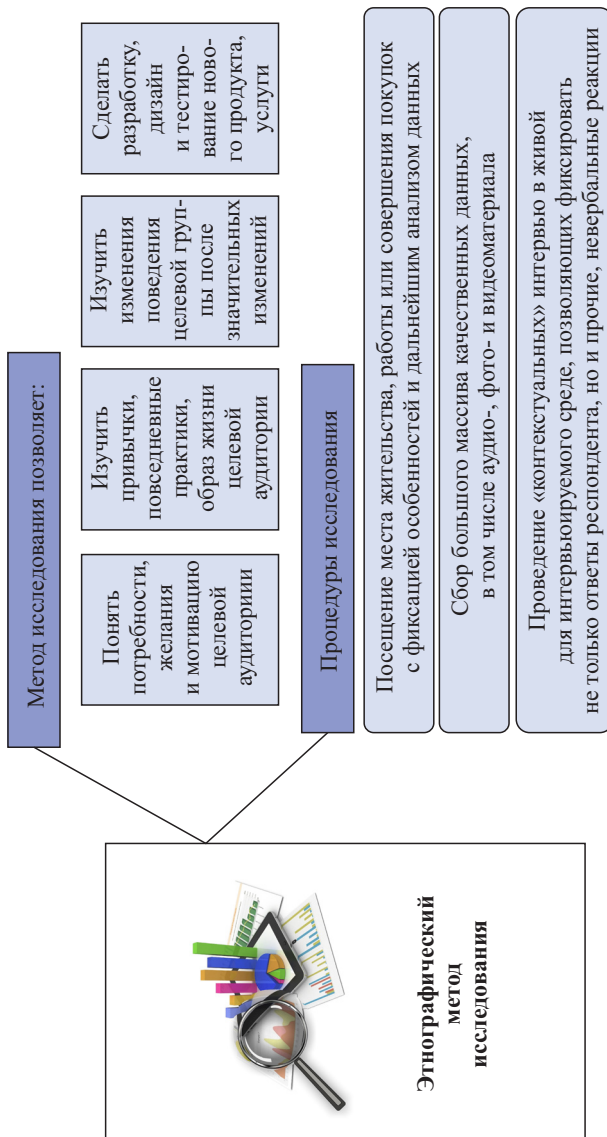 Этнографический
метод
исследования
Метод исследования позволяет:
Понять
потребности,
желания
и мотивацию
целевой
аудиториии
Изучить
привычки,
повседневные
практики,
образ жизни
целевой
аудитории
Изучить
изменения
поведения
целевой груп-
пы после
значительных
изменений
Сделать
разработку,
дизайн
и тестиро-
вание ново-
го продукта,
услуги
Процедуры исследования
Посещение места жительства, работы или совершения покупок
с фиксацией особенностей и дальнейшим анализом данных
Сбор большого массива качественных данных,
в том числе аудио-, фото- и видеоматериала
Проведение «контекстуальных» интервью в живой
для интервьюируемого среде, позволяющих фиксировать
не только ответы респондента, но и прочие, невербальные реакции